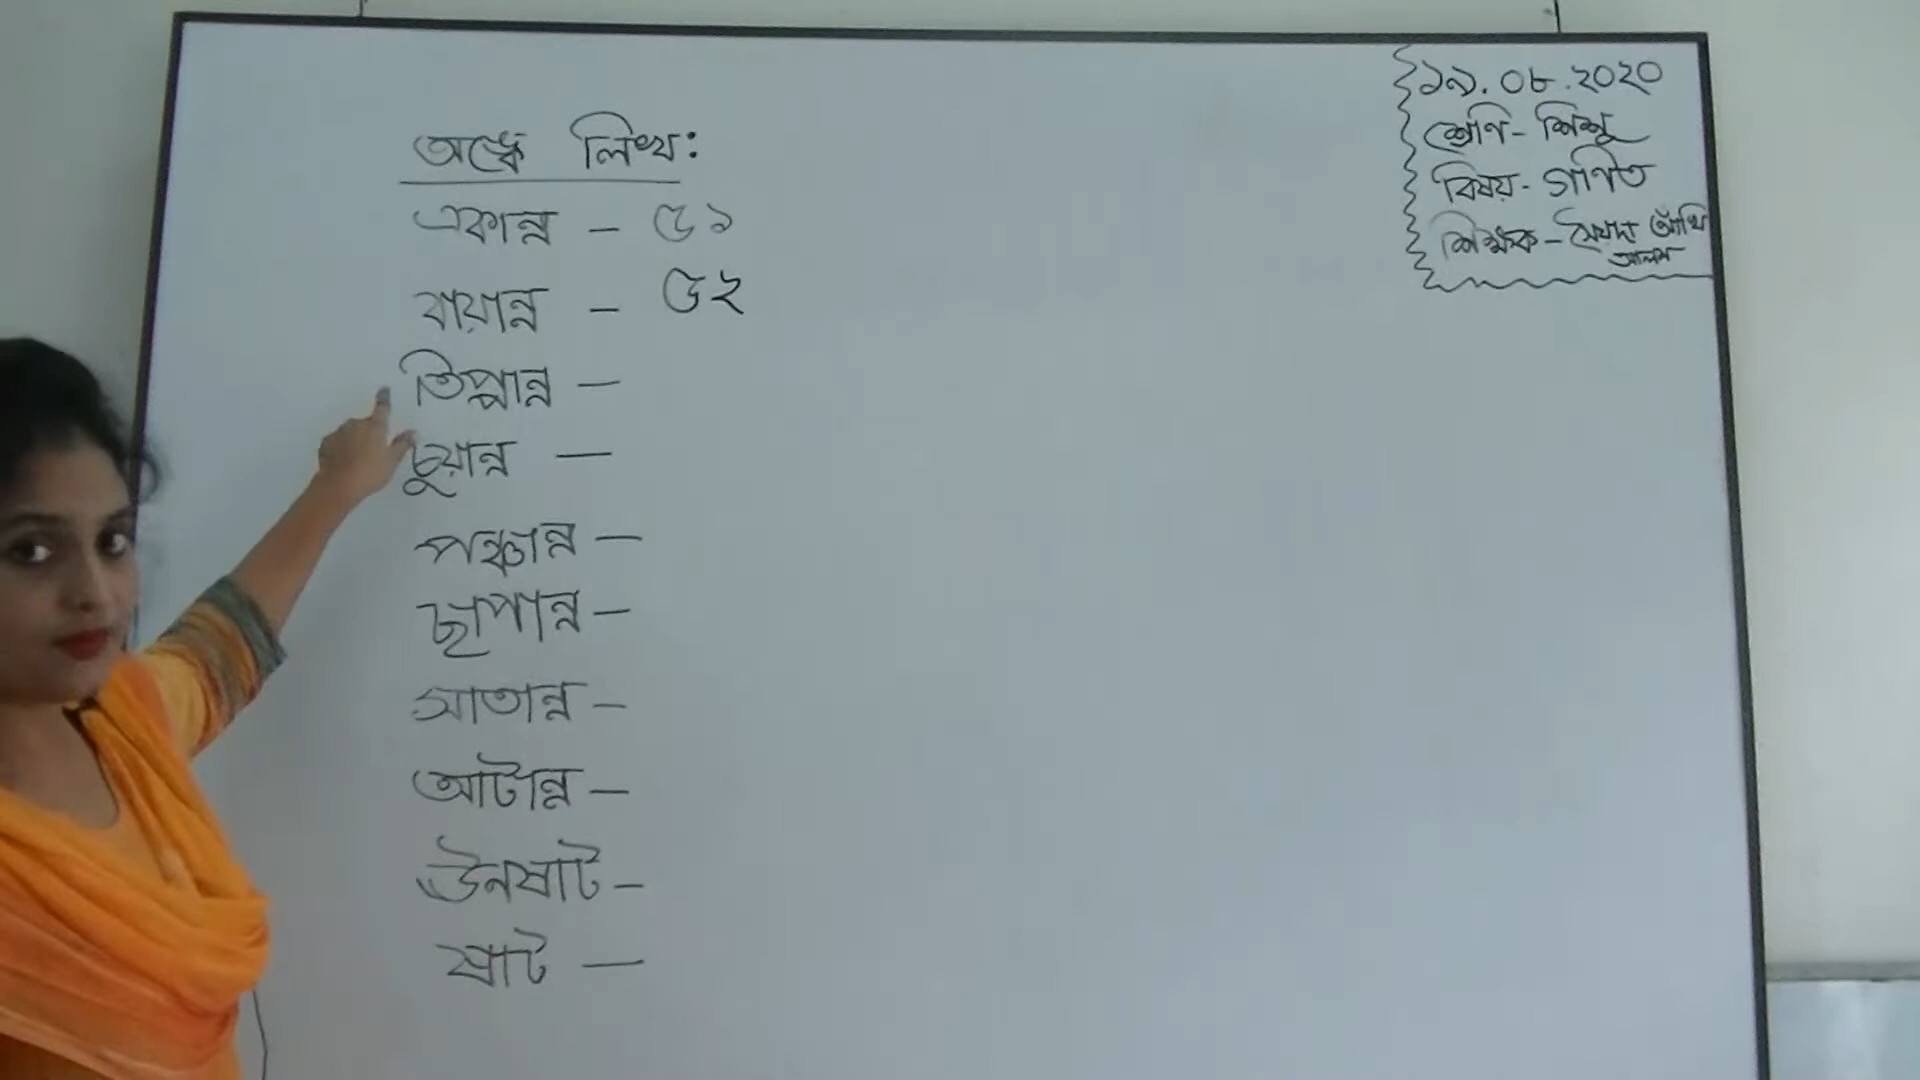 অঙ্কে লিখ:
একান্ন - ৫১
বায়ান্ন - ৫২
তিপ্পান্ন -
চুয়ান্ন -
পঞ্চান্ন -
ছাপান্ন -
সাতান্ন -
আটান্ন -
ঊনষাট -
ষাট -
১৯.০৮.২০২০
শ্রেণি - শিশু
বিষয় - গণিত
শিক্ষক - সৈয়দা আঁখি
আলম